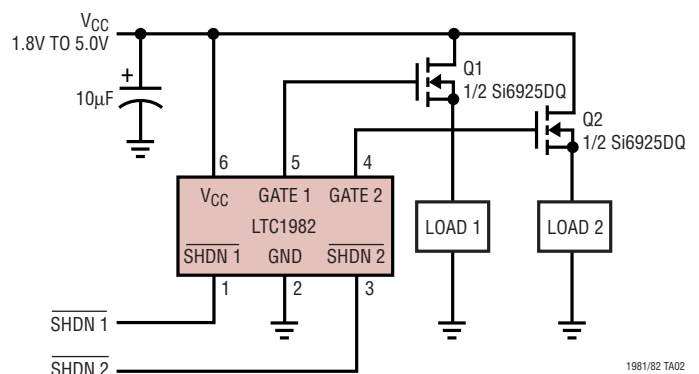 VCC
1.8V TO 5.0V
+
10µF
Q1
1/2 Si6925DQ
Q2
1/2 Si6925DQ
6
5
4
VCC
GATE 1
GATE 2
LTC1982
SHDN 1
GND
SHDN 2
1
2
3
LOAD 1
LOAD 2
SHDN 1
SHDN 2
1981/82 TA02